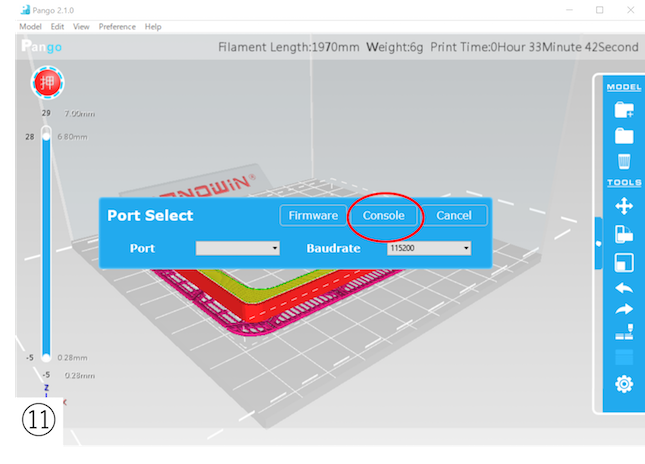 Pango 2.1.0
Model Edit View Preference Help
Pango
Filament Length:1970mm Weight:6g Print Time:0Hour 33Minute 42Second
押
29 7.00mm
28 6.80mm
MODEL
TOOLS
Port Select
Firmware Console Cancel
Port
Baudrate 115200
-5 0.28mm
-5 0.28mm
Z
X
⑪